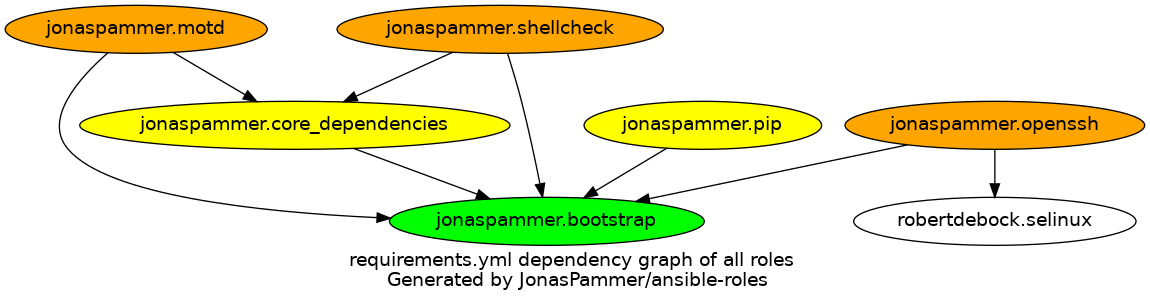 jonaspammer.motd
jonaspammer.shellcheck
jonaspammer.core_dependencies
jonaspammer.pip
jonaspammer.openssh
jonaspammer.bootstrap
robertdebock.selinux
requirements.yml dependency graph of all roles
Generated by JonasPammer/ansible-roles